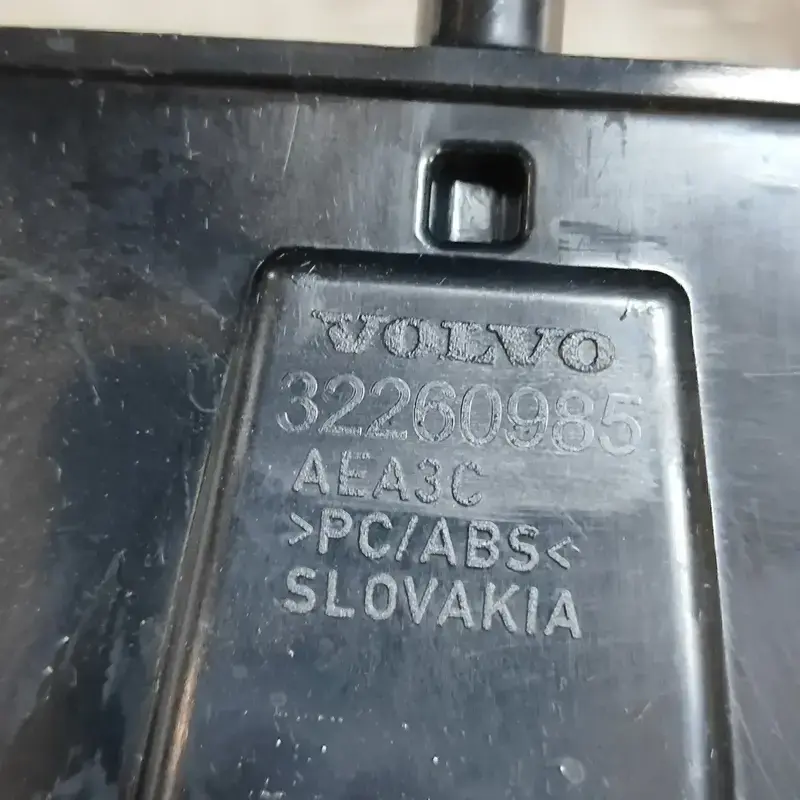 VOLVO
32260985
AEA3C
>PC/ABS<
SLOVAKIA